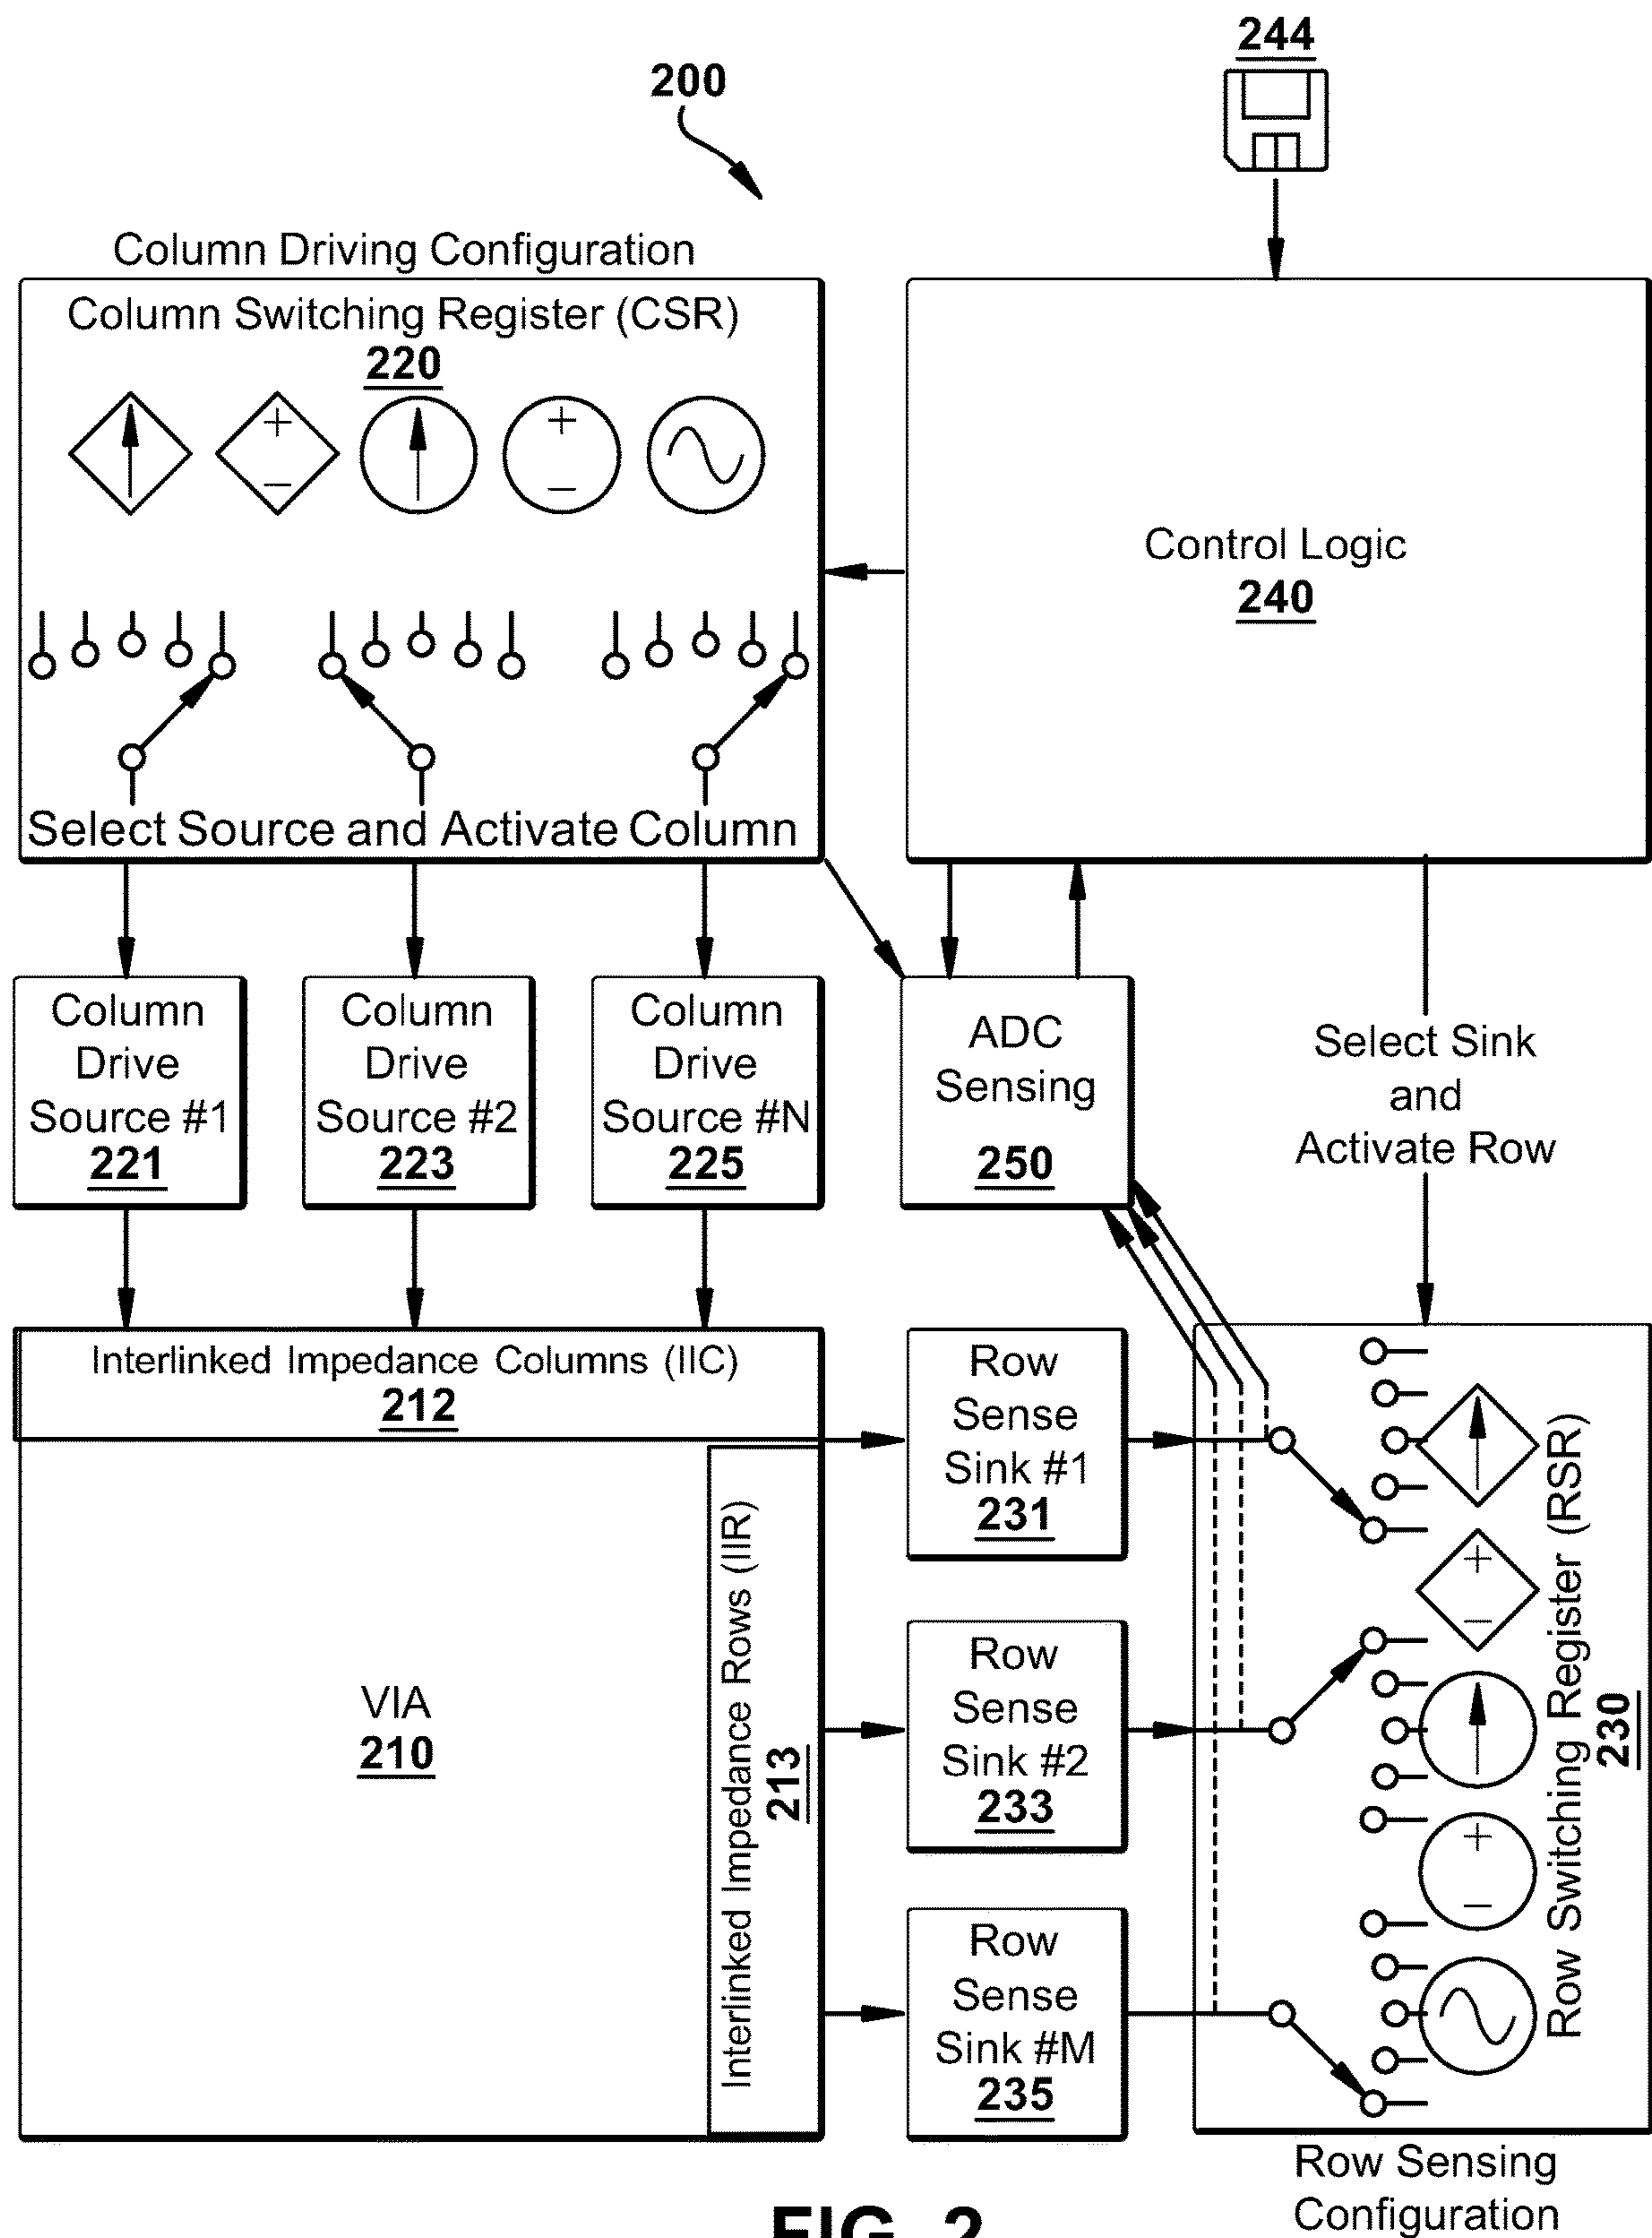 244
200
Column Driving Configuration
Column Switching Register (CSR)
220
+
−
+
−
Control Logic
240
Select Source and Activate Column
Column
Drive
Source #1
221
Column
Drive
Source #2
223
Column
Drive
Source #N
225
ADC
Sensing
250
Select Sink
and
Activate Row
Interlinked Impedance Columns (IIC)
212
VIA
210
Interlinked Impedance Rows (IIR)
213
Row
Sense
Sink #1
231
Row
Sense
Sink #2
233
Row
Sense
Sink #M
235
+
−
+
−
Row Switching Register (RSR)
230
Row Sensing
Configuration
FIG. 2